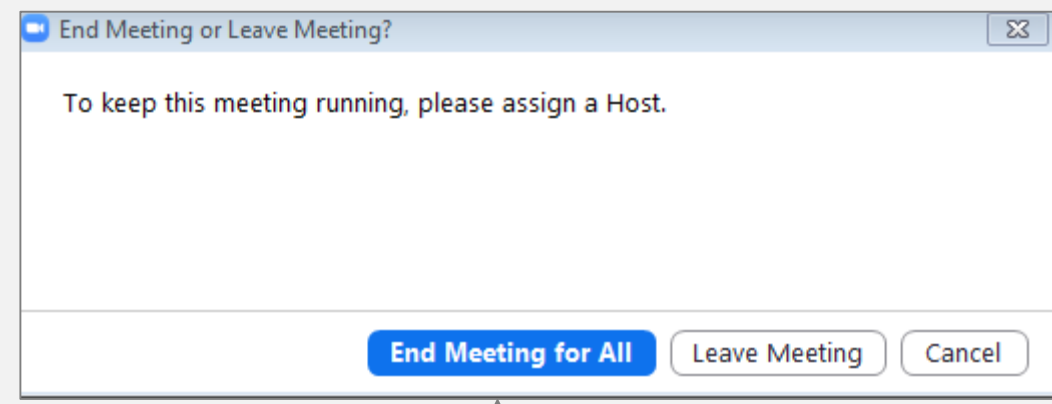 End Meeting or Leave Meeting?
To keep this meeting running, please assign a Host.
End Meeting for All Leave Meeting Cancel